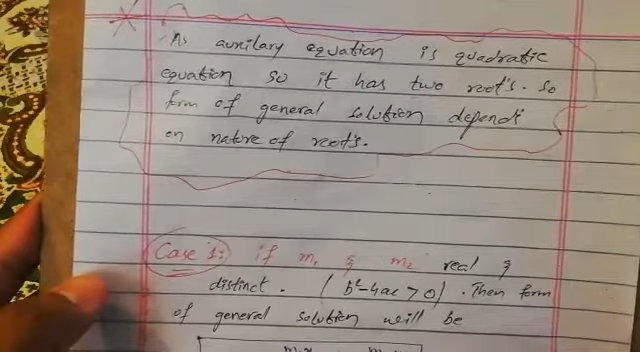 As auxilary equation is quadratic
equation so it has two root's. so
form of general solution depends
on nature of root's.
Case 1: if m₁ & m₂ real &
distinct. (b²-4ac > 0). Then form
of general solution will be